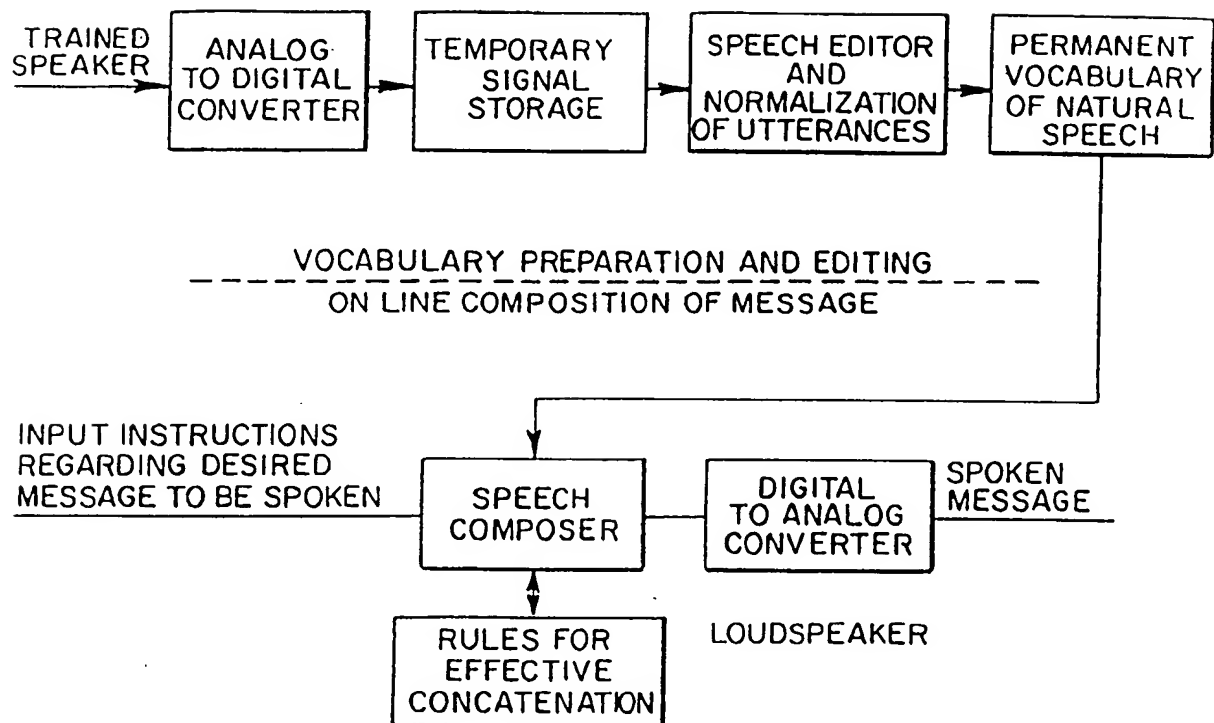 TRAINED
SPEAKER
ANALOG
TO DIGITAL
CONVERTER
TEMPORARY
SIGNAL
STORAGE
SPEECH EDITOR
AND
NORMALIZATION
OF UTTERANCES
PERMANENT
VOCABULARY
OF NATURAL
SPEECH
VOCABULARY PREPARATION AND EDITING
ON LINE COMPOSITION OF MESSAGE
INPUT INSTRUCTIONS
REGARDING DESIRED
MESSAGE TO BE SPOKEN
SPEECH
COMPOSER
DIGITAL
TO ANALOG
CONVERTER
SPOKEN
MESSAGE
RULES FOR
EFFECTIVE
CONCATENATION
LOUDSPEAKER